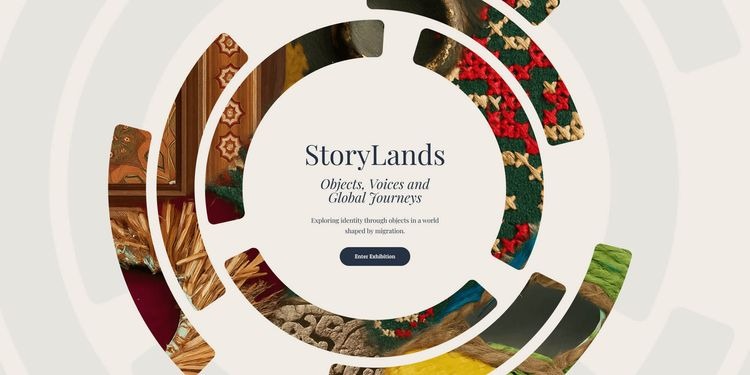 StoryLands
Objects, Voices and
Global Journeys
Exploring identity through objects in a world
shaped by migration.
Enter Exhibition